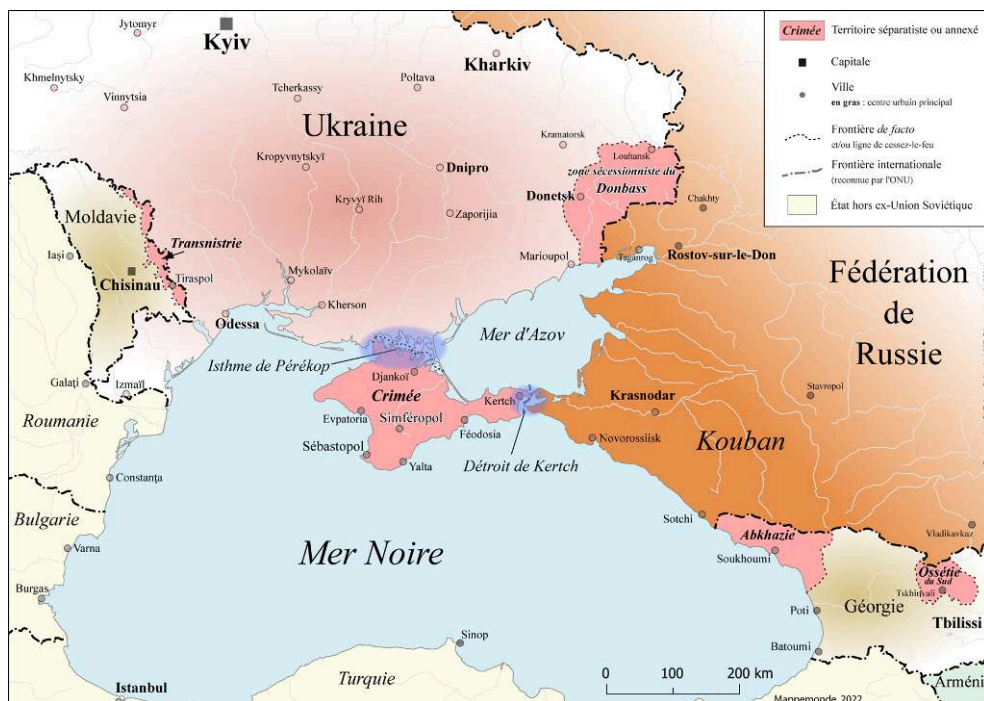 Jytomyr
Kyiv
Kharkiv
Khmelnytsky
Vinnytsia
Tcherkassy
Poltava
Ukraine
Kramatorsk
Kropyvnytskyï
Dnipro
Louhansk
zone sécessionniste du
Donbass
Donetsk
Kryvyï Rih
Zaporijia
Chakhty
Moldavie
Transnistrie
Iaşi
Chisinau
Tiraspol
Marioupol
Taganrog
Rostov-sur-le-Don
Mykolaïv
Kherson
Odessa
Fédération
de
Russie
Mer d'Azov
Isthme de Pérékop
Djankoï
Galaţi
Izmaïl
Crimée
Kertch
Krasnodar
Stavropol
Roumanie
Evpatoria
Simféropol
Féodosia
Novorossiisk
Kouban
Sébastopol
Yalta
Détroit de Kertch
Constanţa
Bulgarie
Mer Noire
Sotchi
Vladikavkaz
Varna
Abkhazie
Soukhoumi
Ossétie
du Sud
Tskhinvali
Burgas
Poti
Géorgie
Tbilissi
Sinop
Batoumi
Turquie
Istanbul
0 100 200 km
Arméni
Mappemonde, 2022
Crimée Territoire séparatiste ou annexé
Capitale
Ville
en gras : centre urbain principal
Frontière de facto
et/ou ligne de cessez-le-feu
Frontière internationale
(reconnue par l'ONU)
État hors ex-Union Soviétique